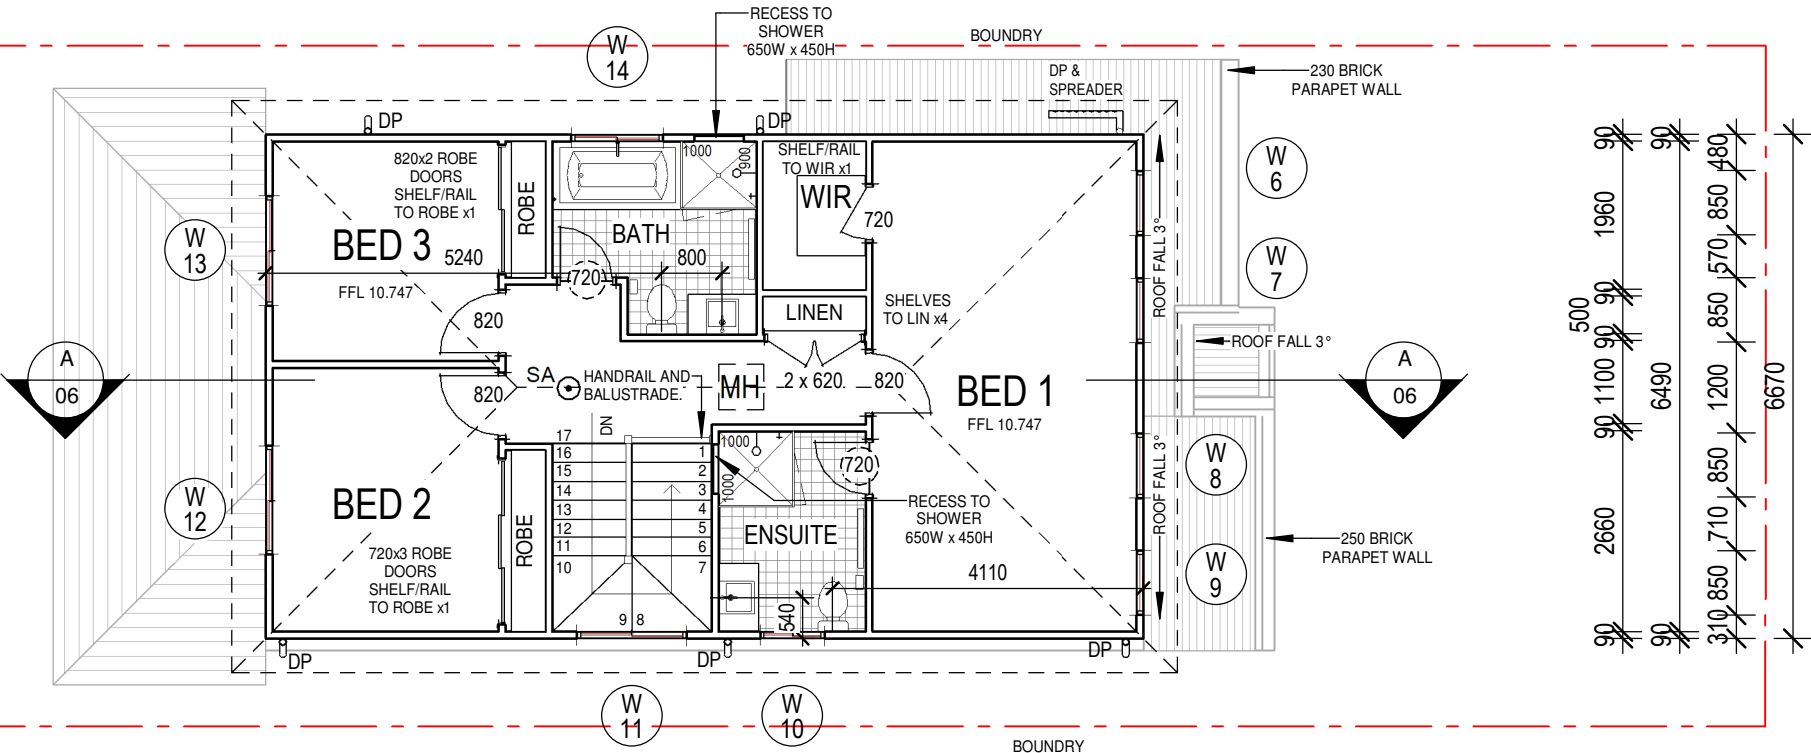 RECESS TO
SHOWER
650W x 450H
BOUNDRY
W
14
DP &
SPREADER
230 BRICK
PARAPET WALL
DP
DP
820x2 ROBE
DOORS
SHELF/RAIL
TO ROBE x1
ROBE
1000
900
SHELF/RAIL
TO WIR x1
WIR
720
W
6
W
13
BED 3
5240
FFL 10.747
BATH
800
720
ROOF FALL 3°
W
7
820
SHELVES
TO LIN x4
LINEN
ROOF FALL 3°
A
06
SA
HANDRAIL AND
BALUSTRADE.
MH
2 x 620
820
BED 1
FFL 10.747
A
06
820
DN
17
16
15
14
13
12
11
10
9
8
1
2
3
4
5
6
7
1000
1000
720
ROOF FALL 3°
W
8
W
12
BED 2
ROBE
720x3 ROBE
DOORS
SHELF/RAIL
TO ROBE x1
ENSUITE
RECESS TO
SHOWER
650W x 450H
250 BRICK
PARAPET WALL
4110
540
W
9
DP
DP
DP
W
11
W
10
BOUNDRY
90
1960
90
500
90
1100
90
2660
90
90
6490
90
480
850
570
850
1200
850
710
850
310
6670